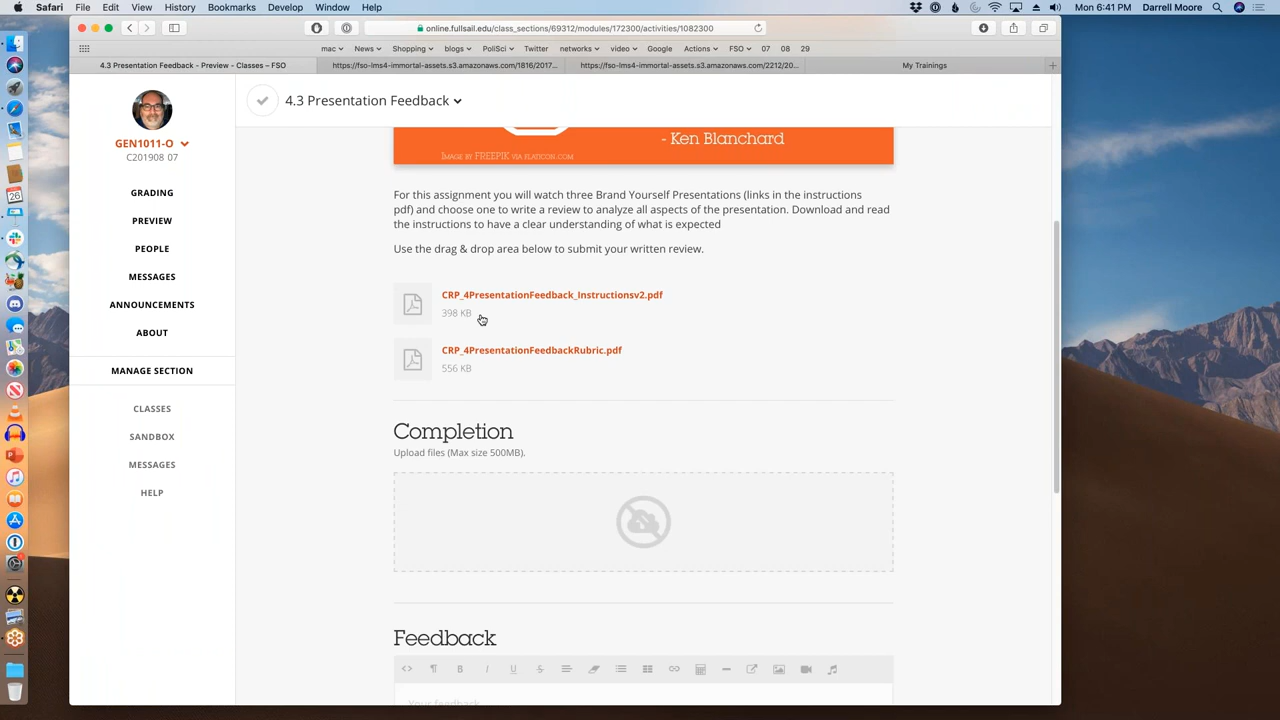 Safari File Edit View History Bookmarks Develop Window Help
Mon 6:41 PM Darrell Moore
online.fullsail.edu/class_sections/69312/modules/172300/activities/1082300
mac News Shopping blogs PoliSci Twitter networks video Google Actions FSO 07 08 29
4.3 Presentation Feedback - Preview - Classes – FSO
https://fso-lms4-immortal-assets.s3.amazonaws.com/1816/2017...
https://fso-lms4-immortal-assets.s3.amazonaws.com/2212/20...
My Trainings
4.3 Presentation Feedback
GEN1011-O
C201908 07
GRADING
PREVIEW
PEOPLE
MESSAGES
ANNOUNCEMENTS
ABOUT
MANAGE SECTION
CLASSES
SANDBOX
MESSAGES
HELP
26
- Ken Blanchard
IMAGE BY FREEPIK VIA FLATICON.COM
For this assignment you will watch three Brand Yourself Presentations (links in the instructions
pdf) and choose one to write a review to analyze all aspects of the presentation. Download and read
the instructions to have a clear understanding of what is expected
Use the drag & drop area below to submit your written review.
CRP_4PresentationFeedback_Instructionsv2.pdf
398 KB
CRP_4PresentationFeedbackRubric.pdf
556 KB
Completion
Upload files (Max size 500MB).
Feedback
Your feedback